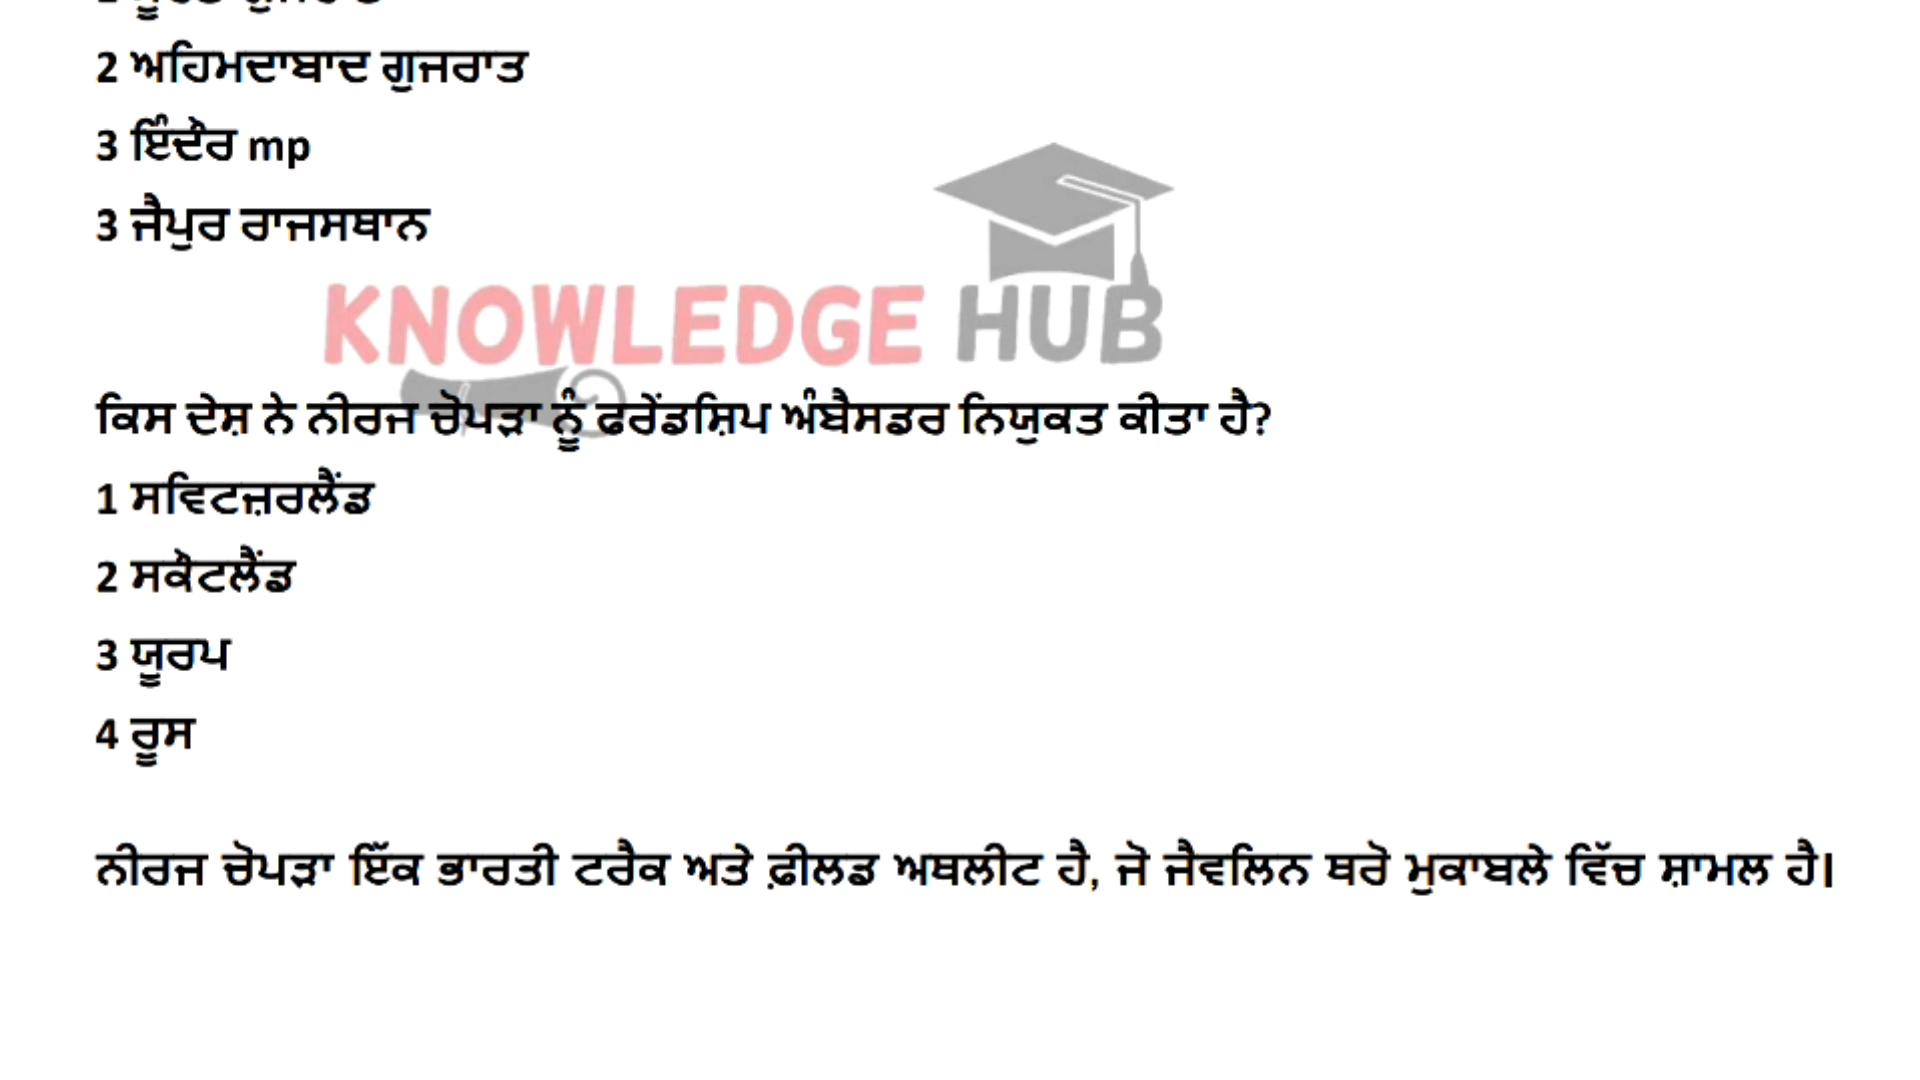 2 ਅਹਿਮਦਾਬਾਦ ਗੁਜਰਾਤ
3 ਇੰਦੌਰ mp
3 ਜੈਪੁਰ ਰਾਜਸਥਾਨ
KNOWLEDGE HUB
ਕਿਸ ਦੇਸ਼ ਨੇ ਨੀਰਜ ਚੋਪੜਾ ਨੂੰ ਫਰੇਂਡਸ਼ਿਪ ਅੰਬੈਸਡਰ ਨਿਯੁਕਤ ਕੀਤਾ ਹੈ?
1 ਸਵਿਟਜ਼ਰਲੈਂਡ
2 ਸਕੌਟਲੈਂਡ
3 ਯੂਰਪ
4 ਰੂਸ
ਨੀਰਜ ਚੋਪੜਾ ਇੱਕ ਭਾਰਤੀ ਟਰੈਕ ਅਤੇ ਫ਼ੀਲਡ ਅਥਲੀਟ ਹੈ, ਜੋ ਜੈਵਲਿਨ ਥਰੋ ਮੁਕਾਬਲੇ ਵਿੱਚ ਸ਼ਾਮਲ ਹੈ।